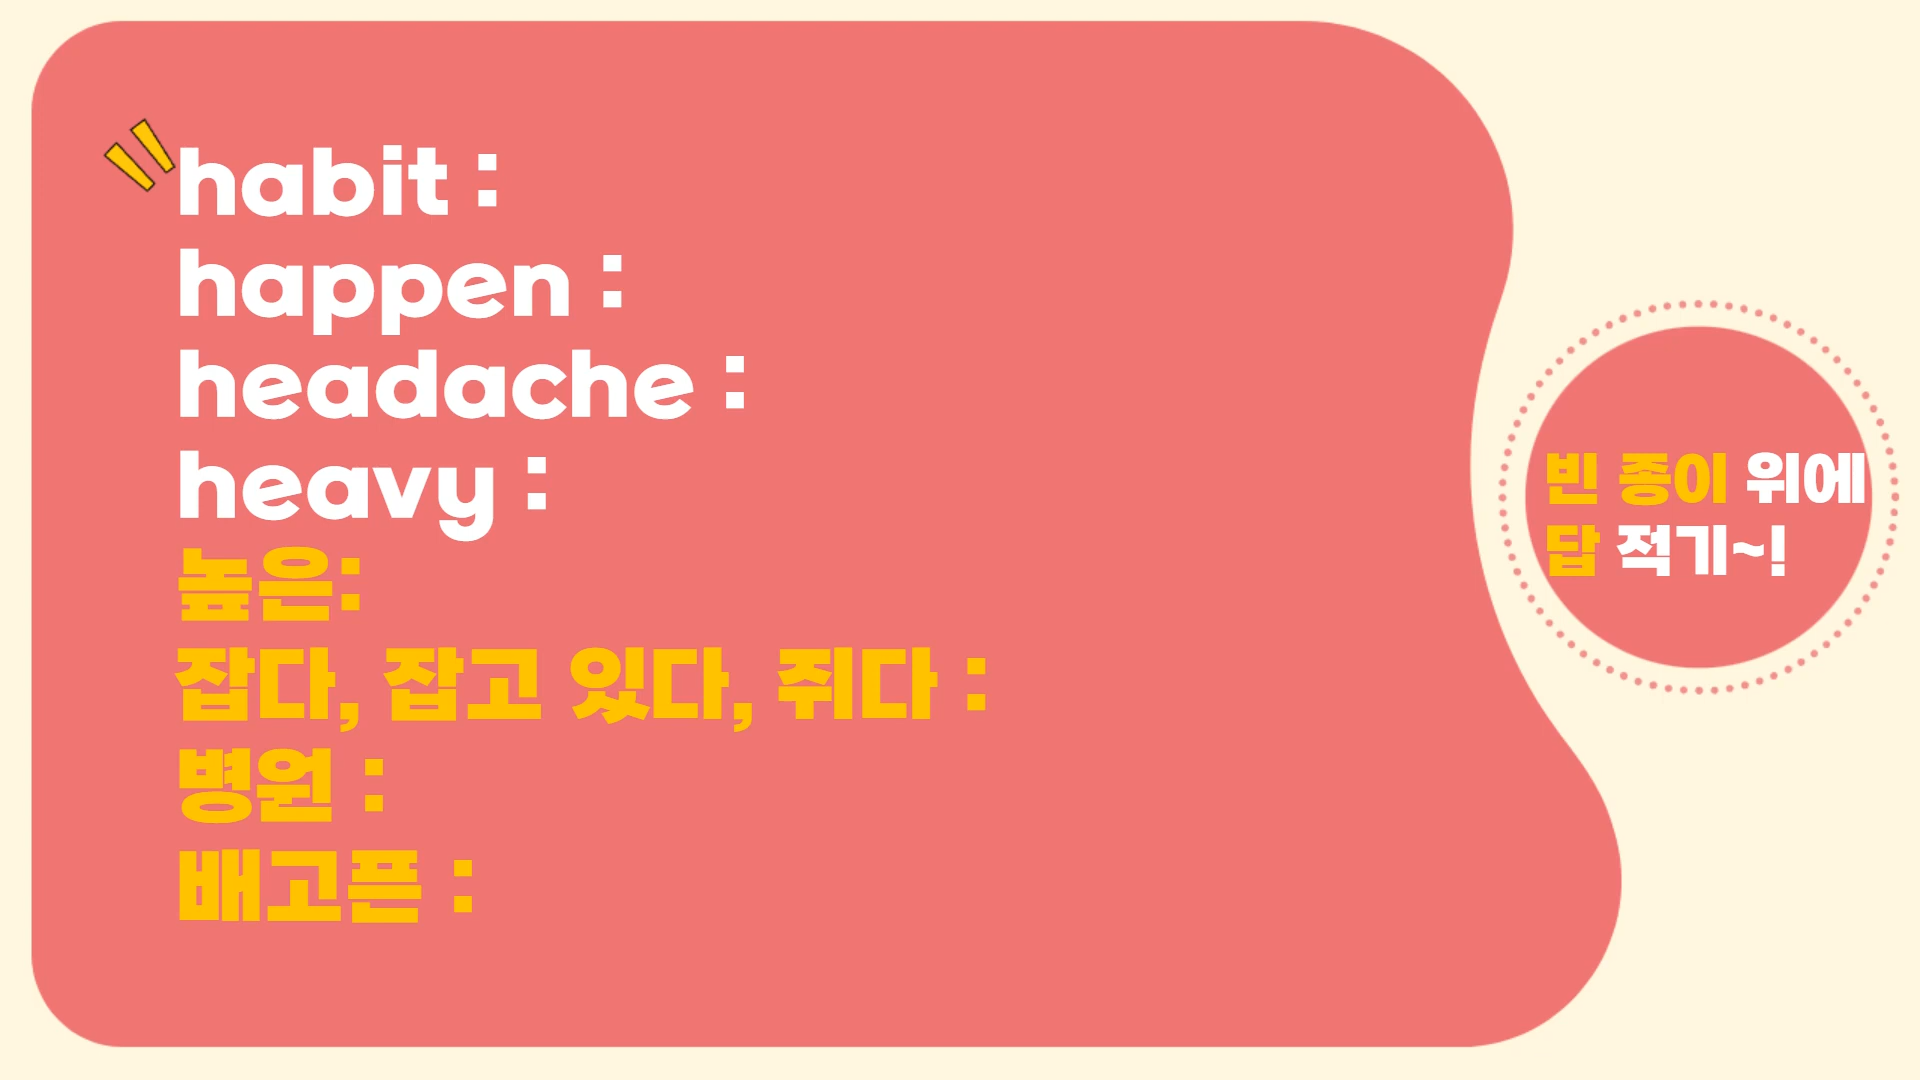 habit :
happen :
headache :
heavy :
높은:
잡다, 잡고 있다, 쥐다 :
병원 :
배고픈 :
빈 종이 위에
답 적기~!